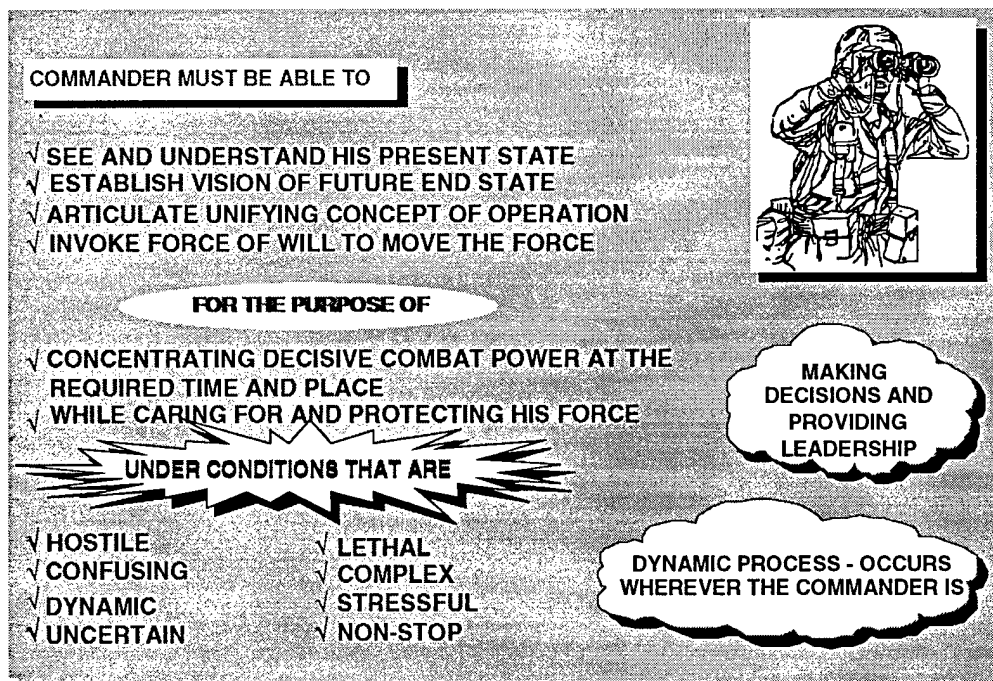 COMMANDER MUST BE ABLE TO
√ SEE AND UNDERSTAND HIS PRESENT STATE
√ ESTABLISH VISION OF FUTURE END STATE
√ ARTICULATE UNIFYING CONCEPT OF OPERATION
√ INVOKE FORCE OF WILL TO MOVE THE FORCE
FOR THE PURPOSE OF
√ CONCENTRATING DECISIVE COMBAT POWER AT THE
REQUIRED TIME AND PLACE
√ WHILE CARING FOR AND PROTECTING HIS FORCE
UNDER CONDITIONS THAT ARE
√ HOSTILE
√ CONFUSING
√ DYNAMIC
√ UNCERTAIN
√ LETHAL
√ COMPLEX
√ STRESSFUL
√ NON-STOP
MAKING
DECISIONS AND
PROVIDING
LEADERSHIP
DYNAMIC PROCESS - OCCURS
WHEREVER THE COMMANDER IS